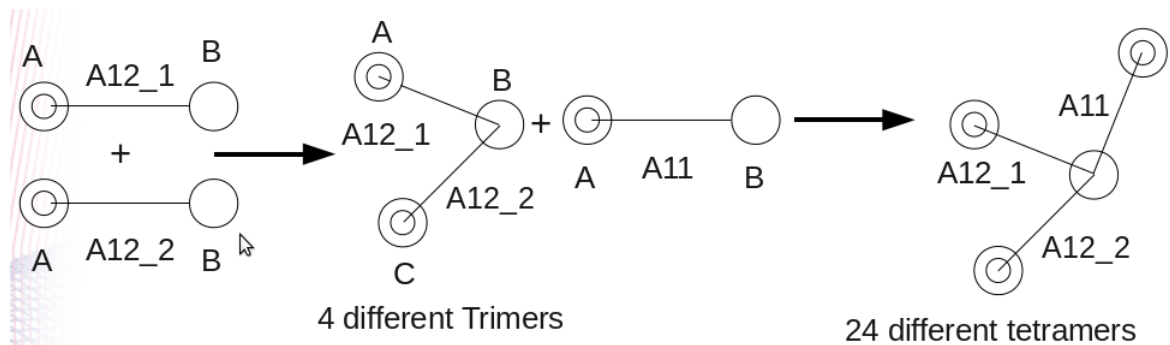 A
A12_1
B
+
A
A12_2
B
A
A12_1
B
A12_2
C
4 different Trimers
+
A
A11
B
A11
A12_1
A12_2
24 different tetramers